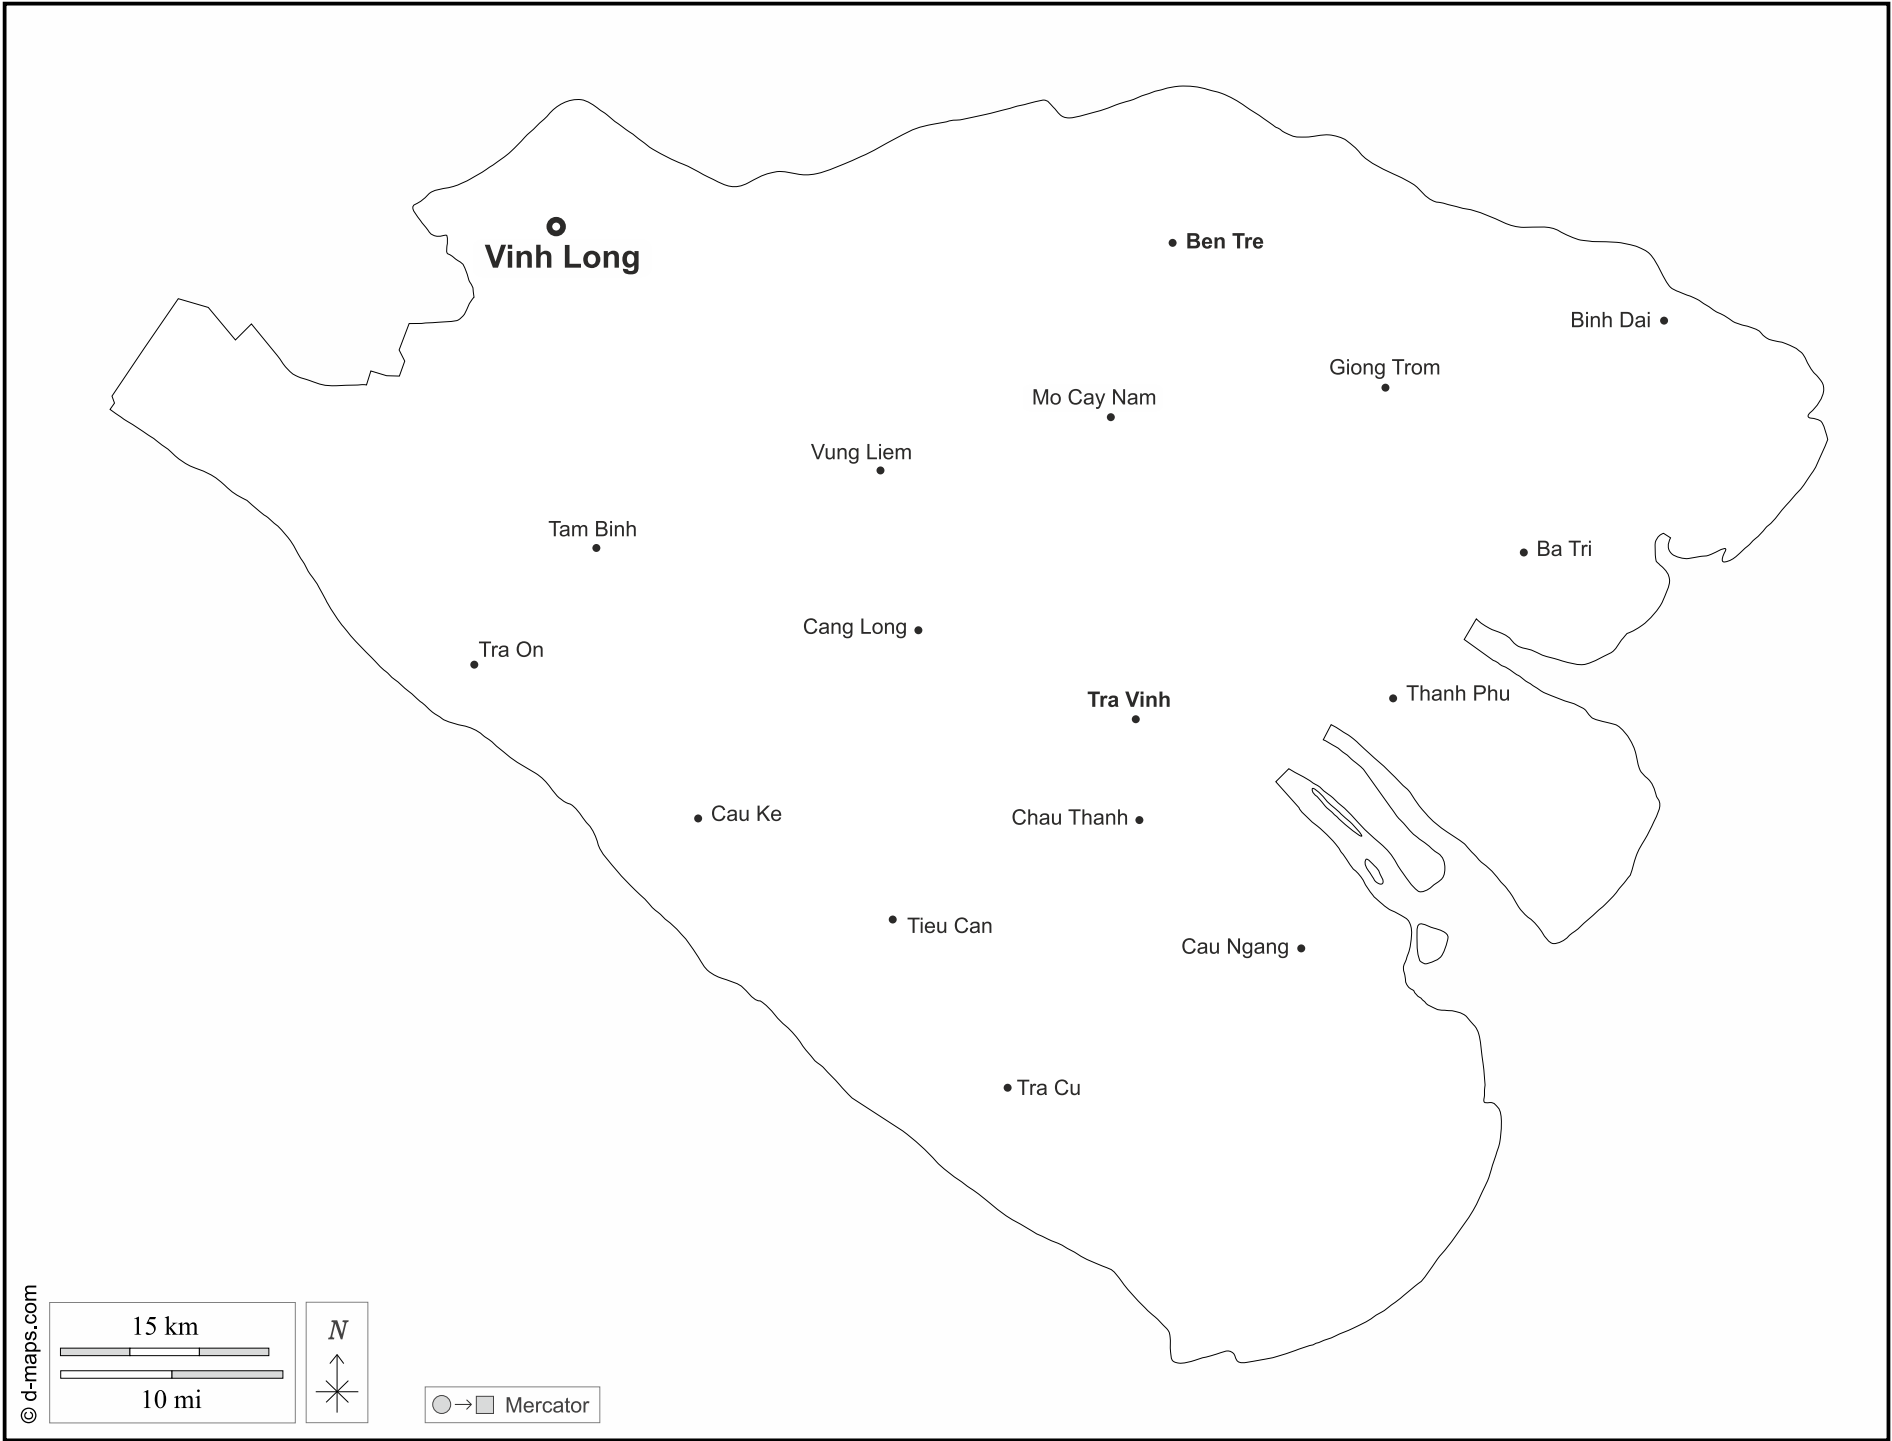 Vinh Long
Ben Tre
Binh Dai
Giong Trom
Mo Cay Nam
Vung Liem
Tam Binh
Ba Tri
Cang Long
Tra On
Thanh Phu
Tra Vinh
Cau Ke
Chau Thanh
Tieu Can
Cau Ngang
Tra Cu
© d-maps.com
15 km
10 mi
N
Mercator